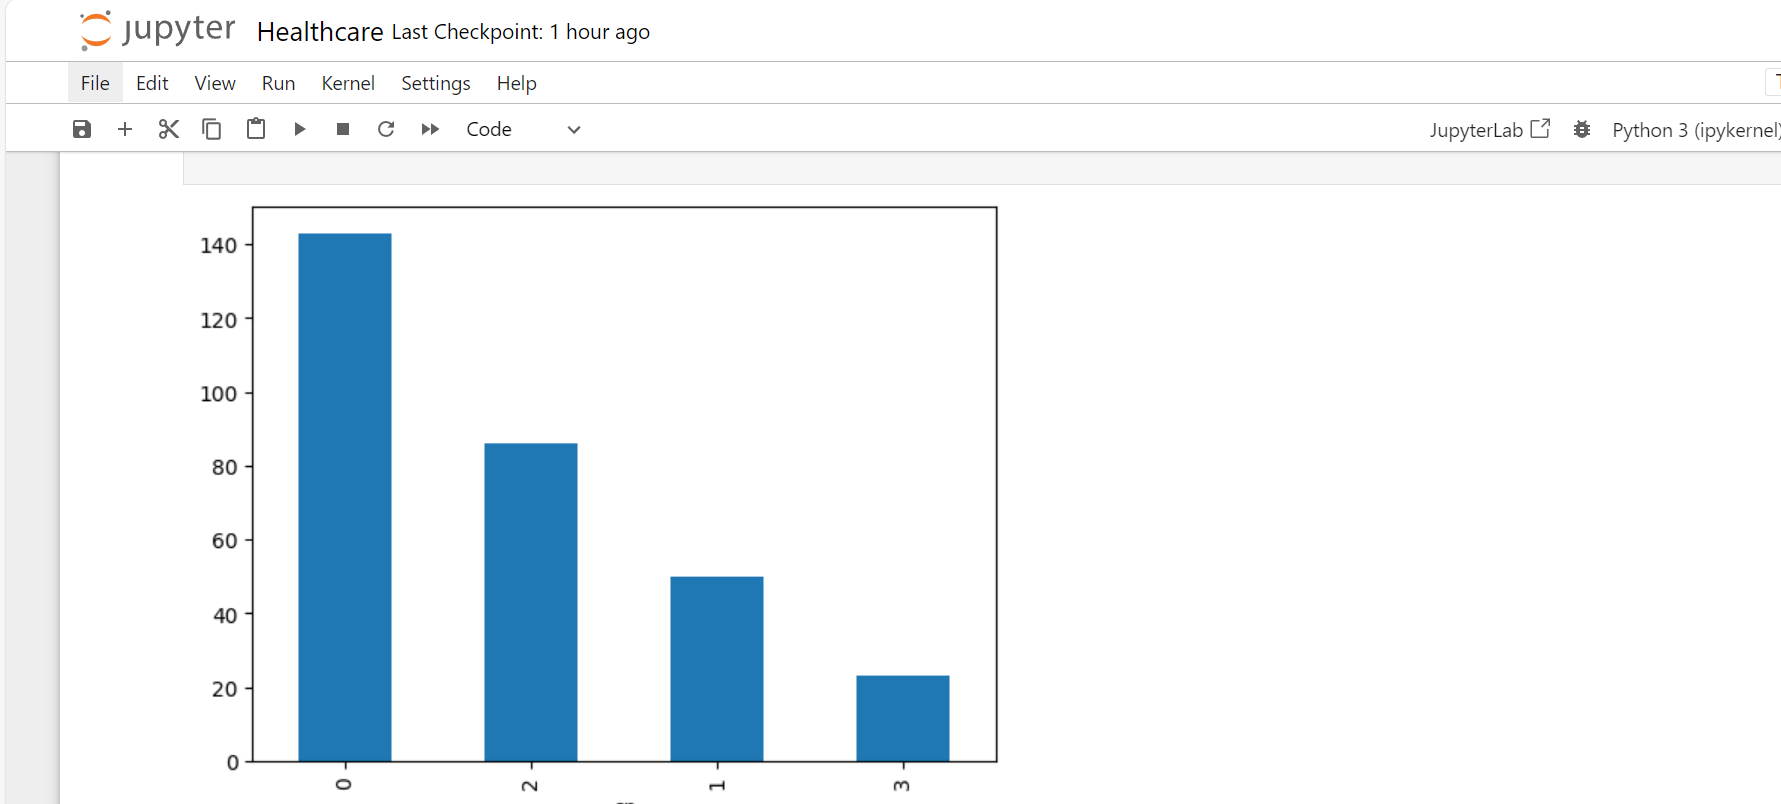 jupyter Healthcare Last Checkpoint: 1 hour ago
File Edit View Run Kernel Settings Help
Code JupyterLab Python 3 (ipykernel)
140
120
100
80
60
40
20
0
0 2 1 3